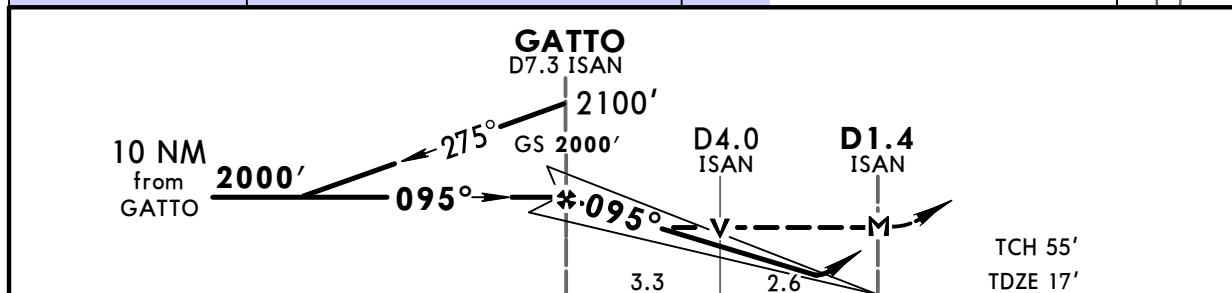 GATTO
D7.3 ISAN
2100'
275°
GS 2000'
10 NM
from
GATTO
2000'
095°
095°
D4.0
ISAN
D1.4
ISAN
V
M
3.3
2.6
TCH 55'
TDZE 17'